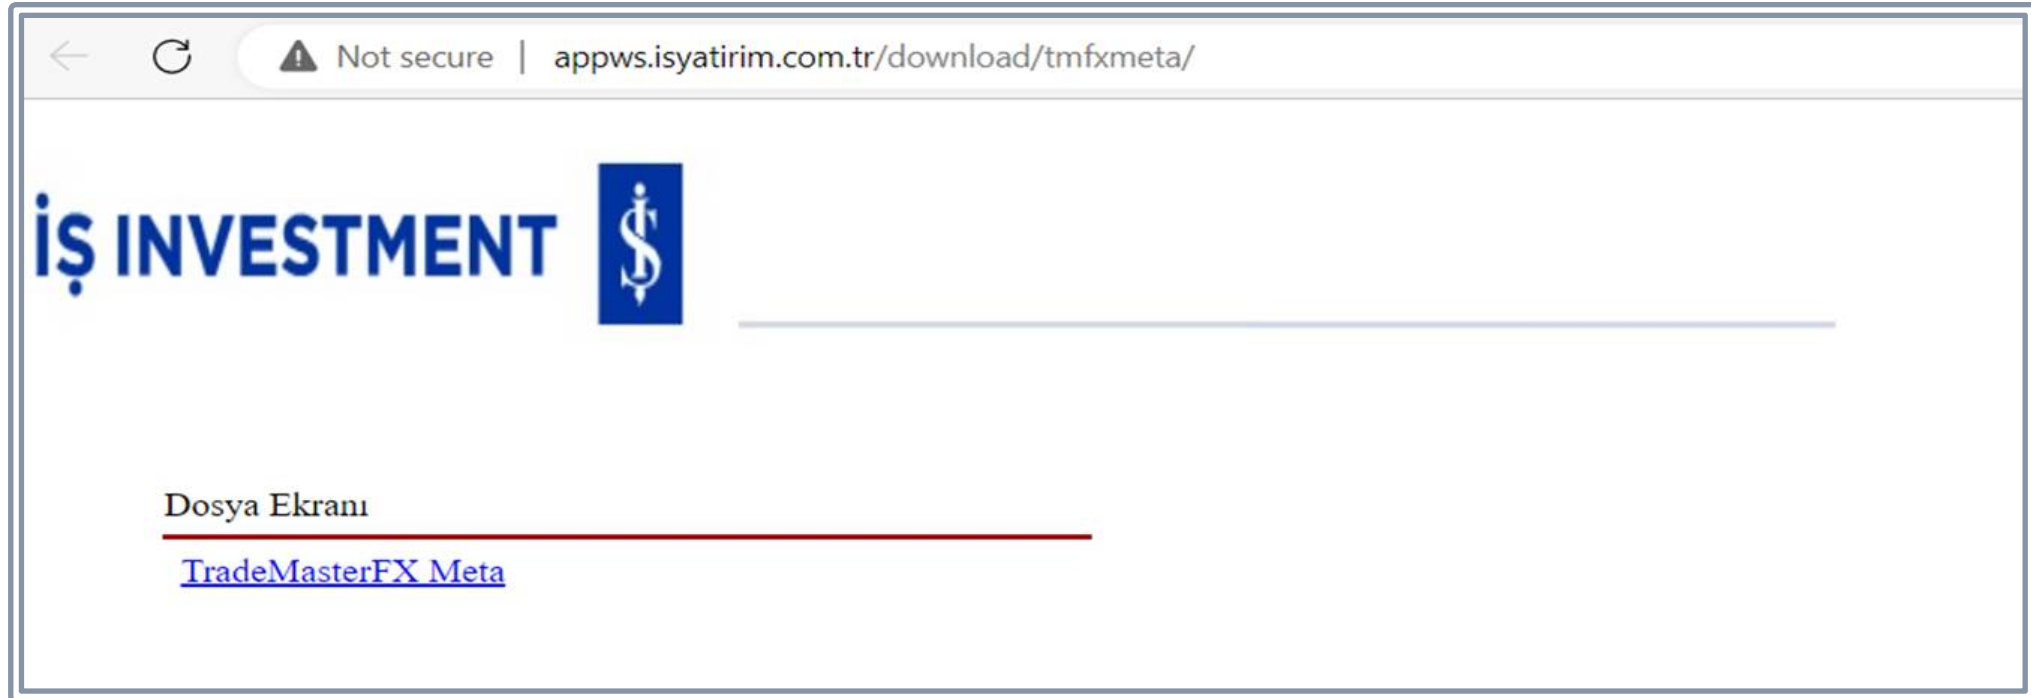 Not secure | appws.isyatirim.com.tr/download/tmfxmeta/
İŞ INVESTMENT
Dosya Ekranı
TradeMasterFX Meta